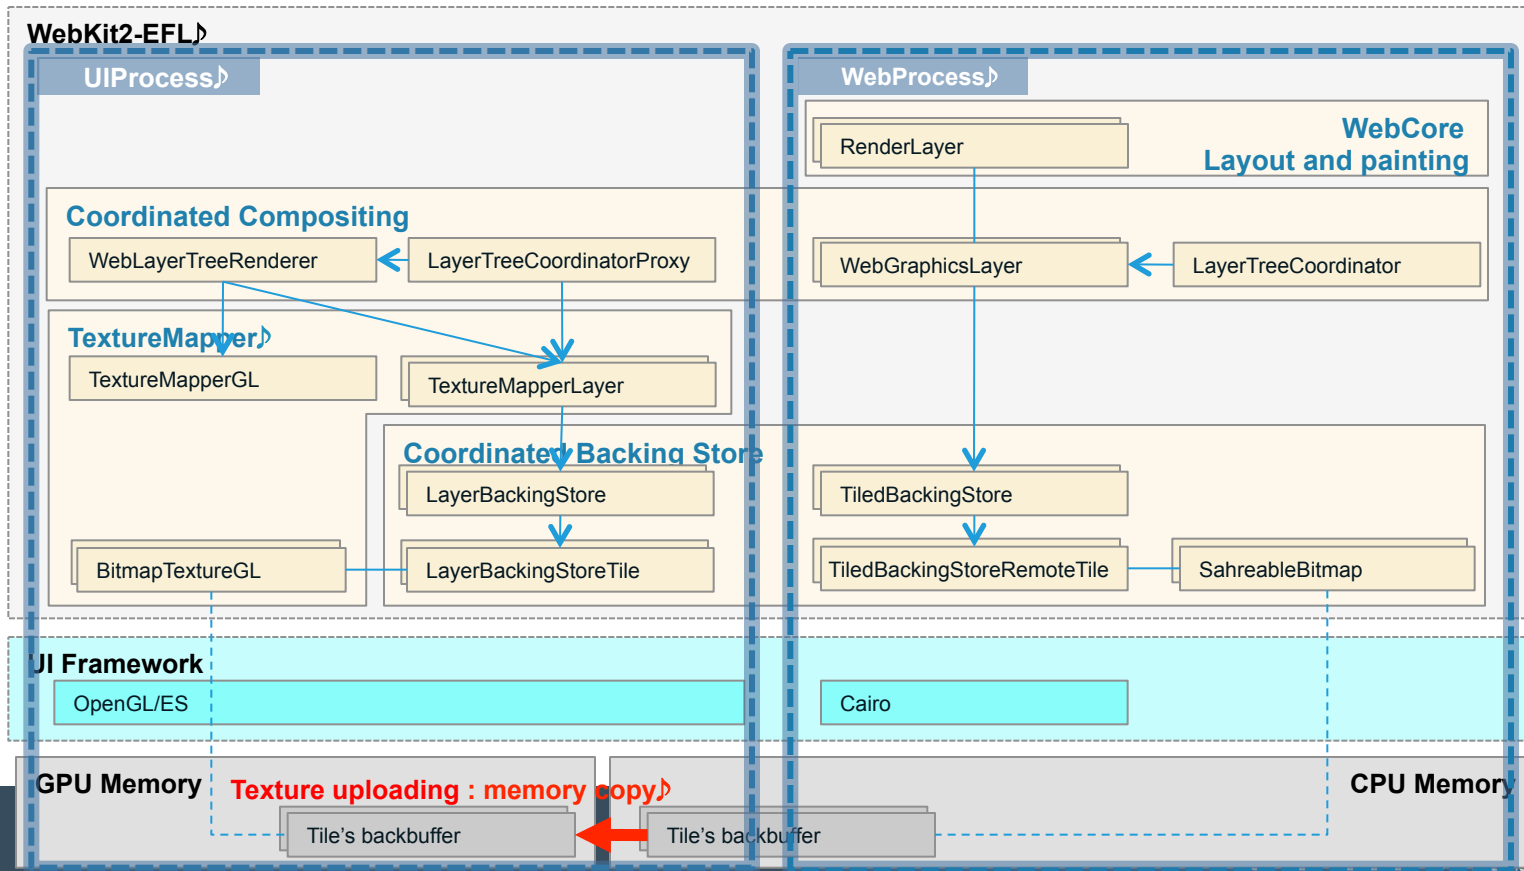 WebKit2-EFL♪
UIProcess♪
WebProcess♪
WebCore
Layout and painting
RenderLayer
Coordinated Compositing
WebLayerTreeRenderer
LayerTreeCoordinatorProxy
WebGraphicsLayer
LayerTreeCoordinator
TextureMapper♪
TextureMapperGL
TextureMapperLayer
Coordinated Backing Store
LayerBackingStore
TiledBackingStore
BitmapTextureGL
LayerBackingStoreTile
TiledBackingStoreRemoteTile
SahreableBitmap
UI Framework
OpenGL/ES
Cairo
GPU Memory
Texture uploading : memory copy♪
CPU Memory
Tile’s backbuffer
Tile’s backbuffer